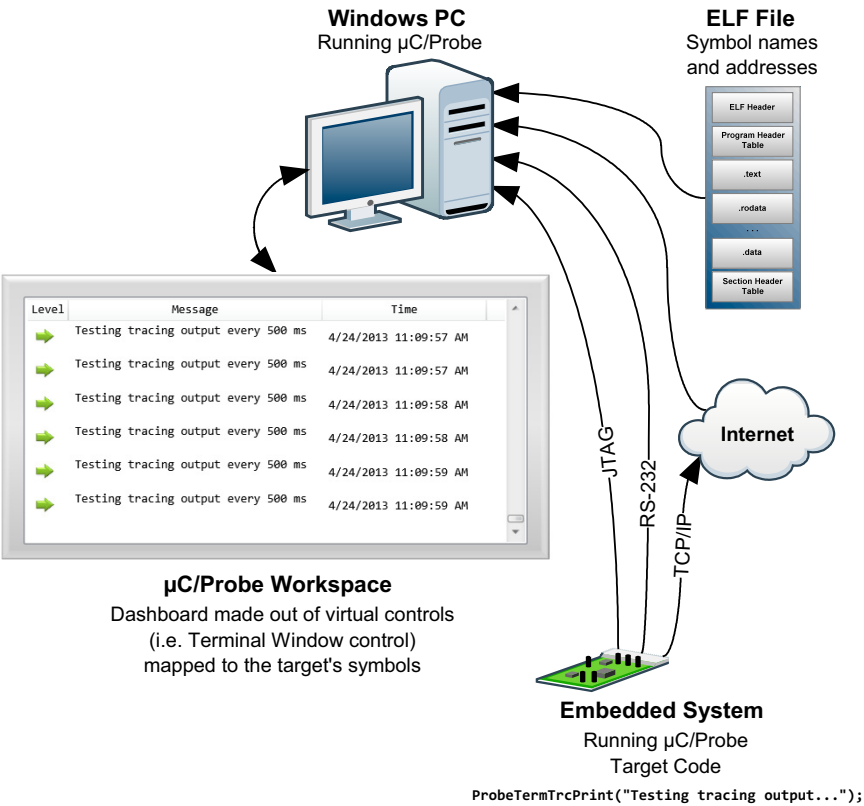 Windows PC
Running µC/Probe
ELF File
Symbol names
and addresses
ELF Header
Program Header
Table
.text
.rodata
. . .
.data
Section Header
Table
Level Message Time
Testing tracing output every 500 ms 4/24/2013 11:09:57 AM
Testing tracing output every 500 ms 4/24/2013 11:09:57 AM
Testing tracing output every 500 ms 4/24/2013 11:09:58 AM
Testing tracing output every 500 ms 4/24/2013 11:09:58 AM
Testing tracing output every 500 ms 4/24/2013 11:09:59 AM
Testing tracing output every 500 ms 4/24/2013 11:09:59 AM
JTAG
RS-232
TCP/IP
Internet
µC/Probe Workspace
Dashboard made out of virtual controls
(i.e. Terminal Window control)
mapped to the target's symbols
Embedded System
Running µC/Probe
Target Code
ProbeTermTrcPrint("Testing tracing output...");